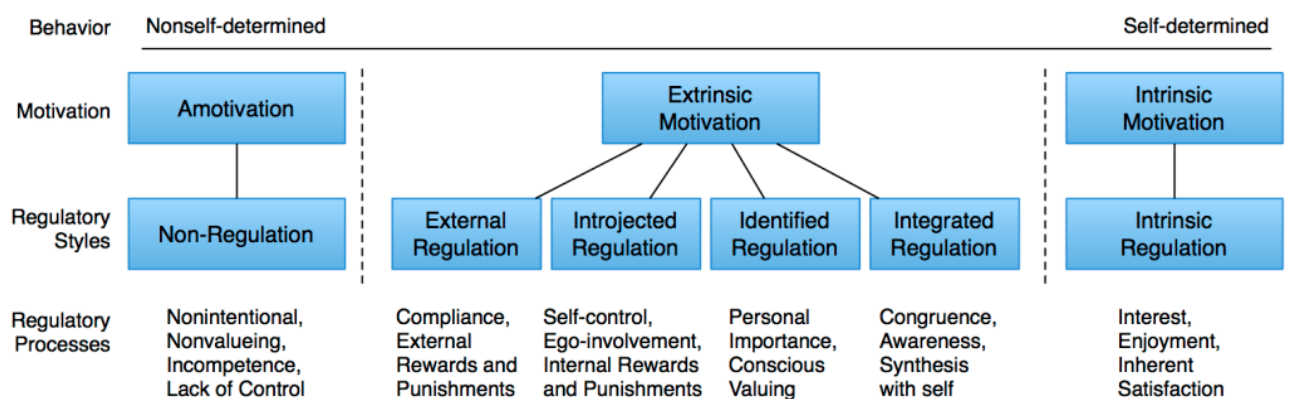 Behavior Nonself-determined Self-determined
Motivation
Amotivation
Extrinsic
Motivation
Intrinsic
Motivation
Regulatory
Styles
Non-Regulation
External
Regulation
Introjected
Regulation
Identified
Regulation
Integrated
Regulation
Intrinsic
Regulation
Regulatory
Processes
Nonintentional,
Nonvalueing,
Incompetence,
Lack of Control
Compliance,
External
Rewards and
Punishments
Self-control,
Ego-involvement,
Internal Rewards
and Punishments
Personal
Importance,
Conscious
Valuing
Congruence,
Awareness,
Synthesis
with self
Interest,
Enjoyment,
Inherent
Satisfaction